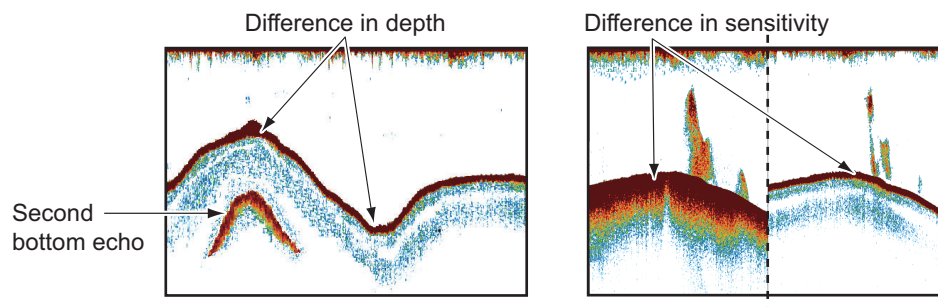 Difference in depth
Difference in sensitivity
Second
bottom echo